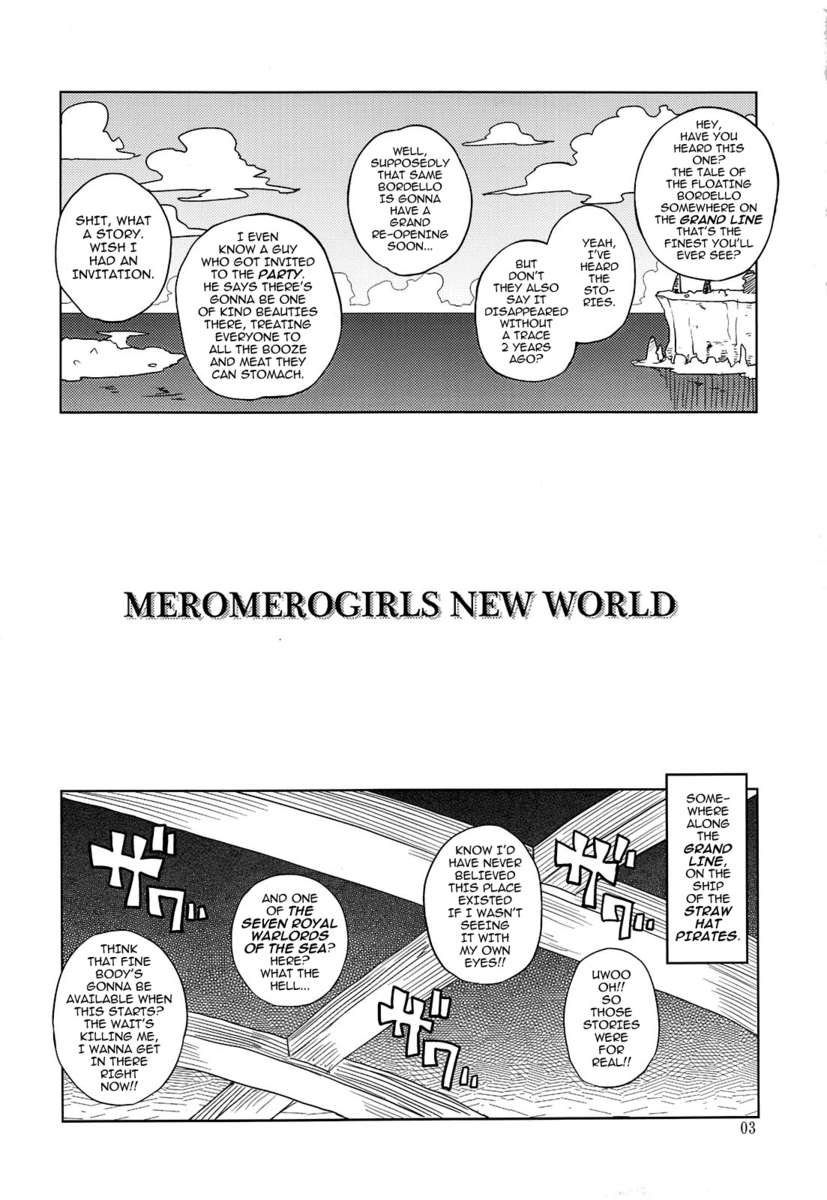 HEY,
HAVE YOU
HEARD THIS
ONE?
THE TALE
OF THE
FLOATING
BORDELLO
SOMEWHERE
ON THE
GRAND LINE
THAT'S THE
FINEST YOU'LL
EVER SEE?
YEAH,
I'VE
HEARD
THE
STO-
RIES.
BUT
DON'T
THEY ALSO
SAY IT
DISAPPEARED
WITHOUT
A TRACE
2 YEARS
AGO?
WELL,
SUPPOSEDLY
THAT SAME
BORDELLO
IS GONNA
HAVE A
GRAND
RE-OPENING
SOON...
I EVEN
KNOW A GUY
WHO GOT INVITED
TO THE PARTY.
HE SAYS THERE'S
GONNA BE ONE
OF KIND BEAUTIES
THERE, TREATING
EVERYONE TO
ALL THE BOOZE
AND MEAT THEY
CAN STOMACH.
SHIT, WHAT
A STORY.
WISH I
HAD AN
INVITATION.
MEROMEROGIRLS NEW WORLD
SOME-
WHERE
ALONG
THE
GRAND
LINE,
ON THE
SHIP
OF THE
STRAW
HAT
PIRATES.
ザワ
UWOO
OH!!
SO
THOSE
STORIES
WERE
FOR
REAL!!
KNOW I'D
HAVE NEVER
BELIEVED
THIS PLACE
EXISTED
IF I WASN'T
SEEING
IT WITH
MY OWN
EYES!!
ザワ
AND ONE
OF THE
SEVEN ROYAL
WARLORDS
OF THE SEA?
HERE?
WHAT THE
HELL...
ザワ
THINK
THAT FINE
BODY'S
GONNA BE
AVAILABLE WHEN
THIS STARTS?
THE WAIT'S
KILLING ME,
I WANNA GET
IN THERE
RIGHT
NOW!!
03